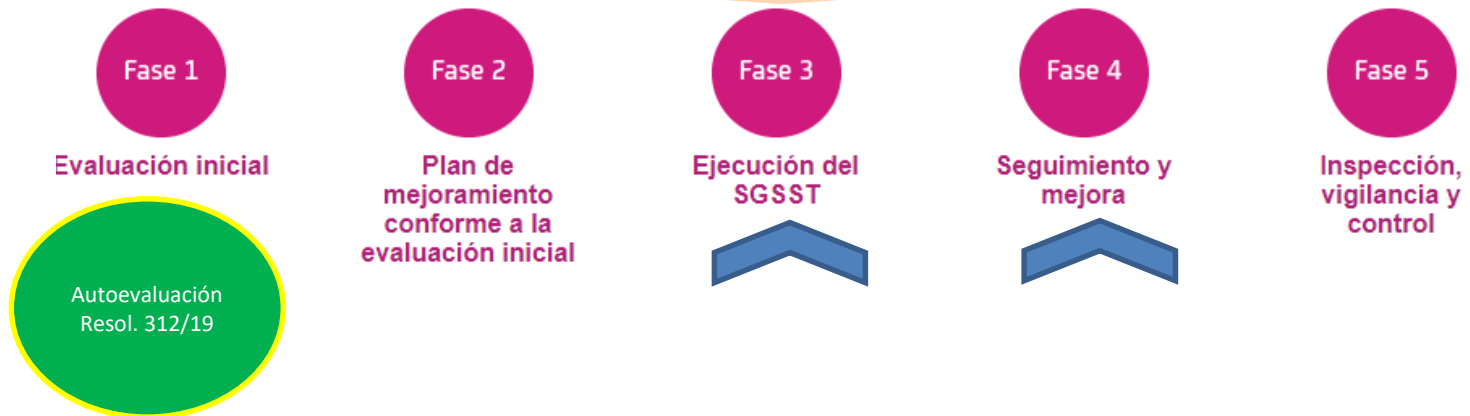 Fase 1
Fase 2
Fase 3
Fase 4
Fase 5
Evaluación inicial
Plan de
mejoramiento
conforme a la
evaluación inicial
Ejecución del
SGSST
Seguimiento y
mejora
Inspección,
vigilancia y
control
Autoevaluación
Resol. 312/19